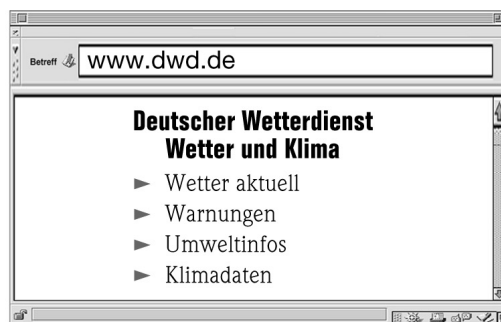 Betreff www.dwd.de
Deutscher Wetterdienst
Wetter und Klima
► Wetter aktuell
► Warnungen
► Umweltinfos
► Klimadaten